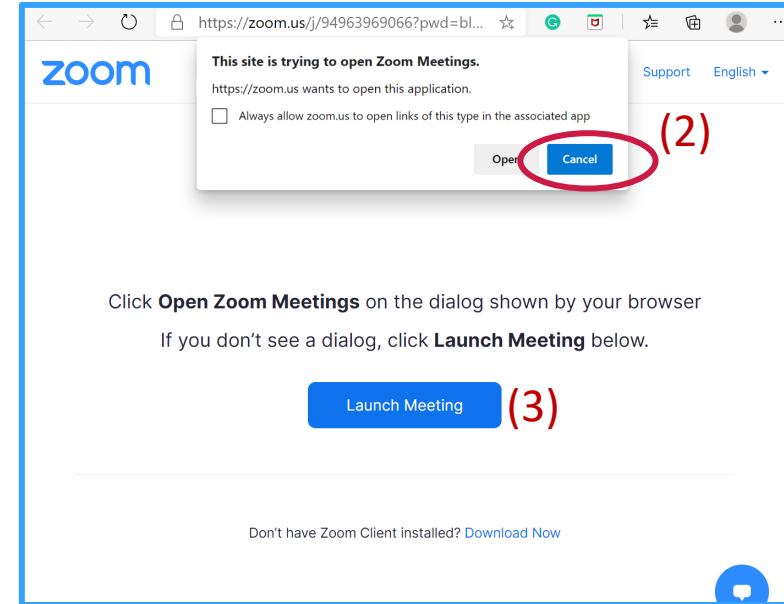 https://zoom.us/j/94963969066?pwd=bl...
zoom
Support English
This site is trying to open Zoom Meetings.
https://zoom.us wants to open this application.
Always allow zoom.us to open links of this type in the associated app
Open Cancel
(2)
Click Open Zoom Meetings on the dialog shown by your browser
If you don't see a dialog, click Launch Meeting below.
Launch Meeting (3)
Don't have Zoom Client installed? Download Now